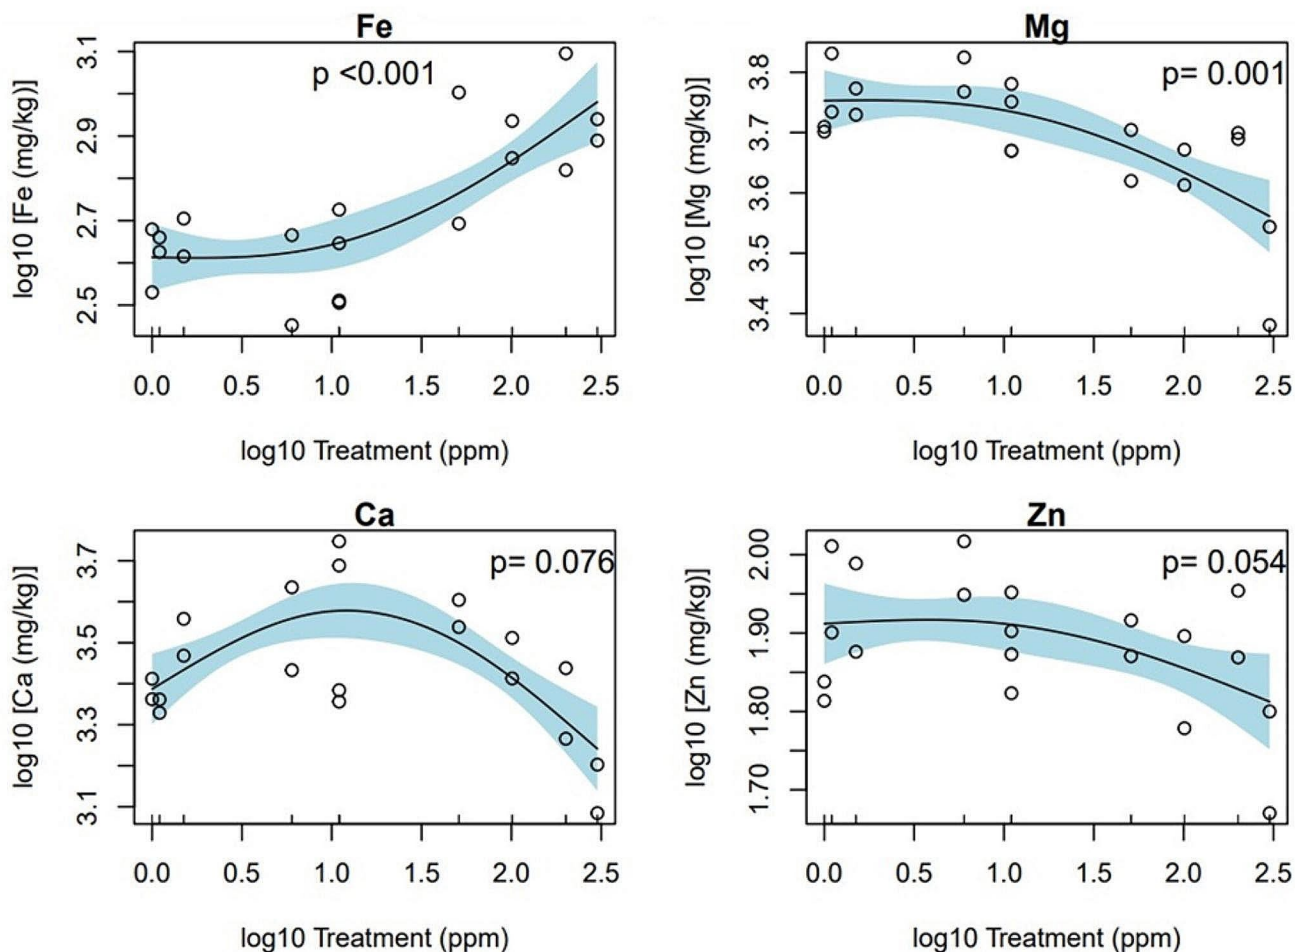 Fe
p <0.001
log10 [Fe (mg/kg)]
3.1
2.9
2.7
2.5
0.0 0.5 1.0 1.5 2.0 2.5
log10 Treatment (ppm)
Mg
p= 0.001
log10 [Mg (mg/kg)]
3.8
3.7
3.6
3.5
3.4
0.0 0.5 1.0 1.5 2.0 2.5
log10 Treatment (ppm)
Ca
p= 0.076
log10 [Ca (mg/kg)]
3.7
3.5
3.3
3.1
0.0 0.5 1.0 1.5 2.0 2.5
log10 Treatment (ppm)
Zn
p= 0.054
log10 [Zn (mg/kg)]
2.00
1.90
1.80
1.70
0.0 0.5 1.0 1.5 2.0 2.5
log10 Treatment (ppm)